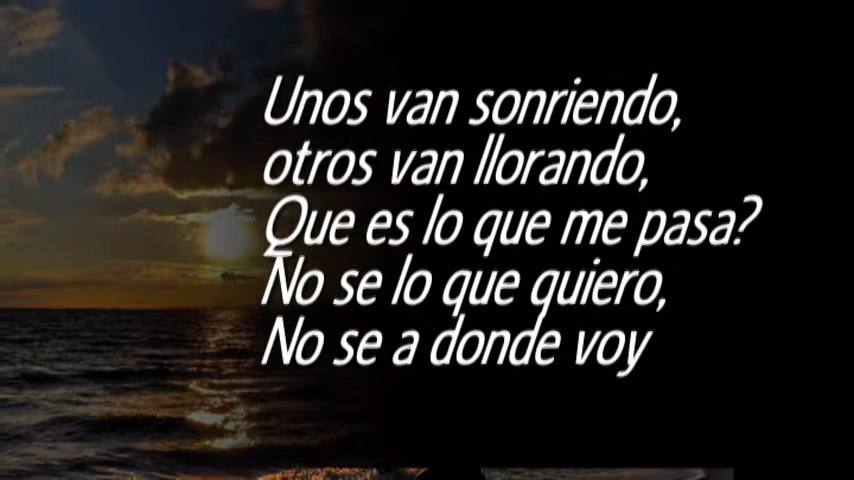 Unos van sonriendo,
otros van llorando,
Que es lo que me pasa?
No se lo que quiero,
No se a donde voy